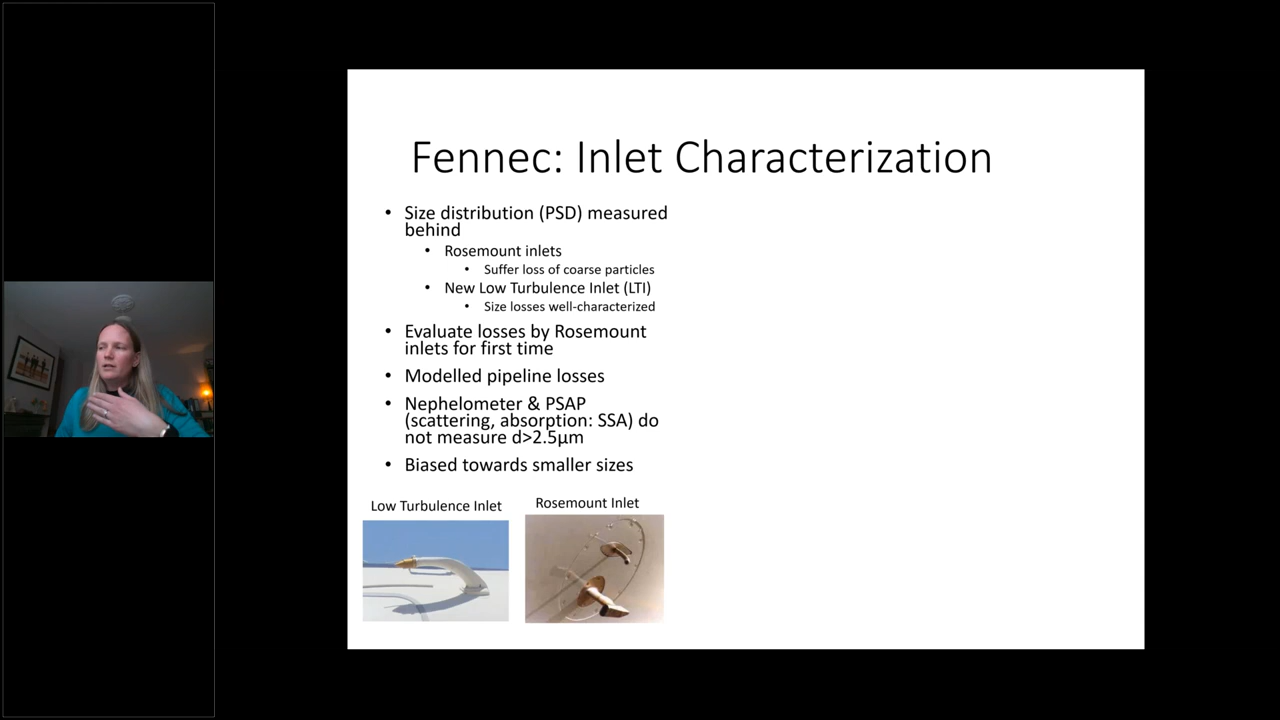 Fennec: Inlet Characterization
• Size distribution (PSD) measured
behind
• Rosemount inlets
• Suffer loss of coarse particles
• New Low Turbulence Inlet (LTI)
• Size losses well-characterized
• Evaluate losses by Rosemount
inlets for first time
• Modelled pipeline losses
• Nephelometer & PSAP
(scattering, absorption: SSA) do
not measure d>2.5µm
• Biased towards smaller sizes
Low Turbulence Inlet
Rosemount Inlet